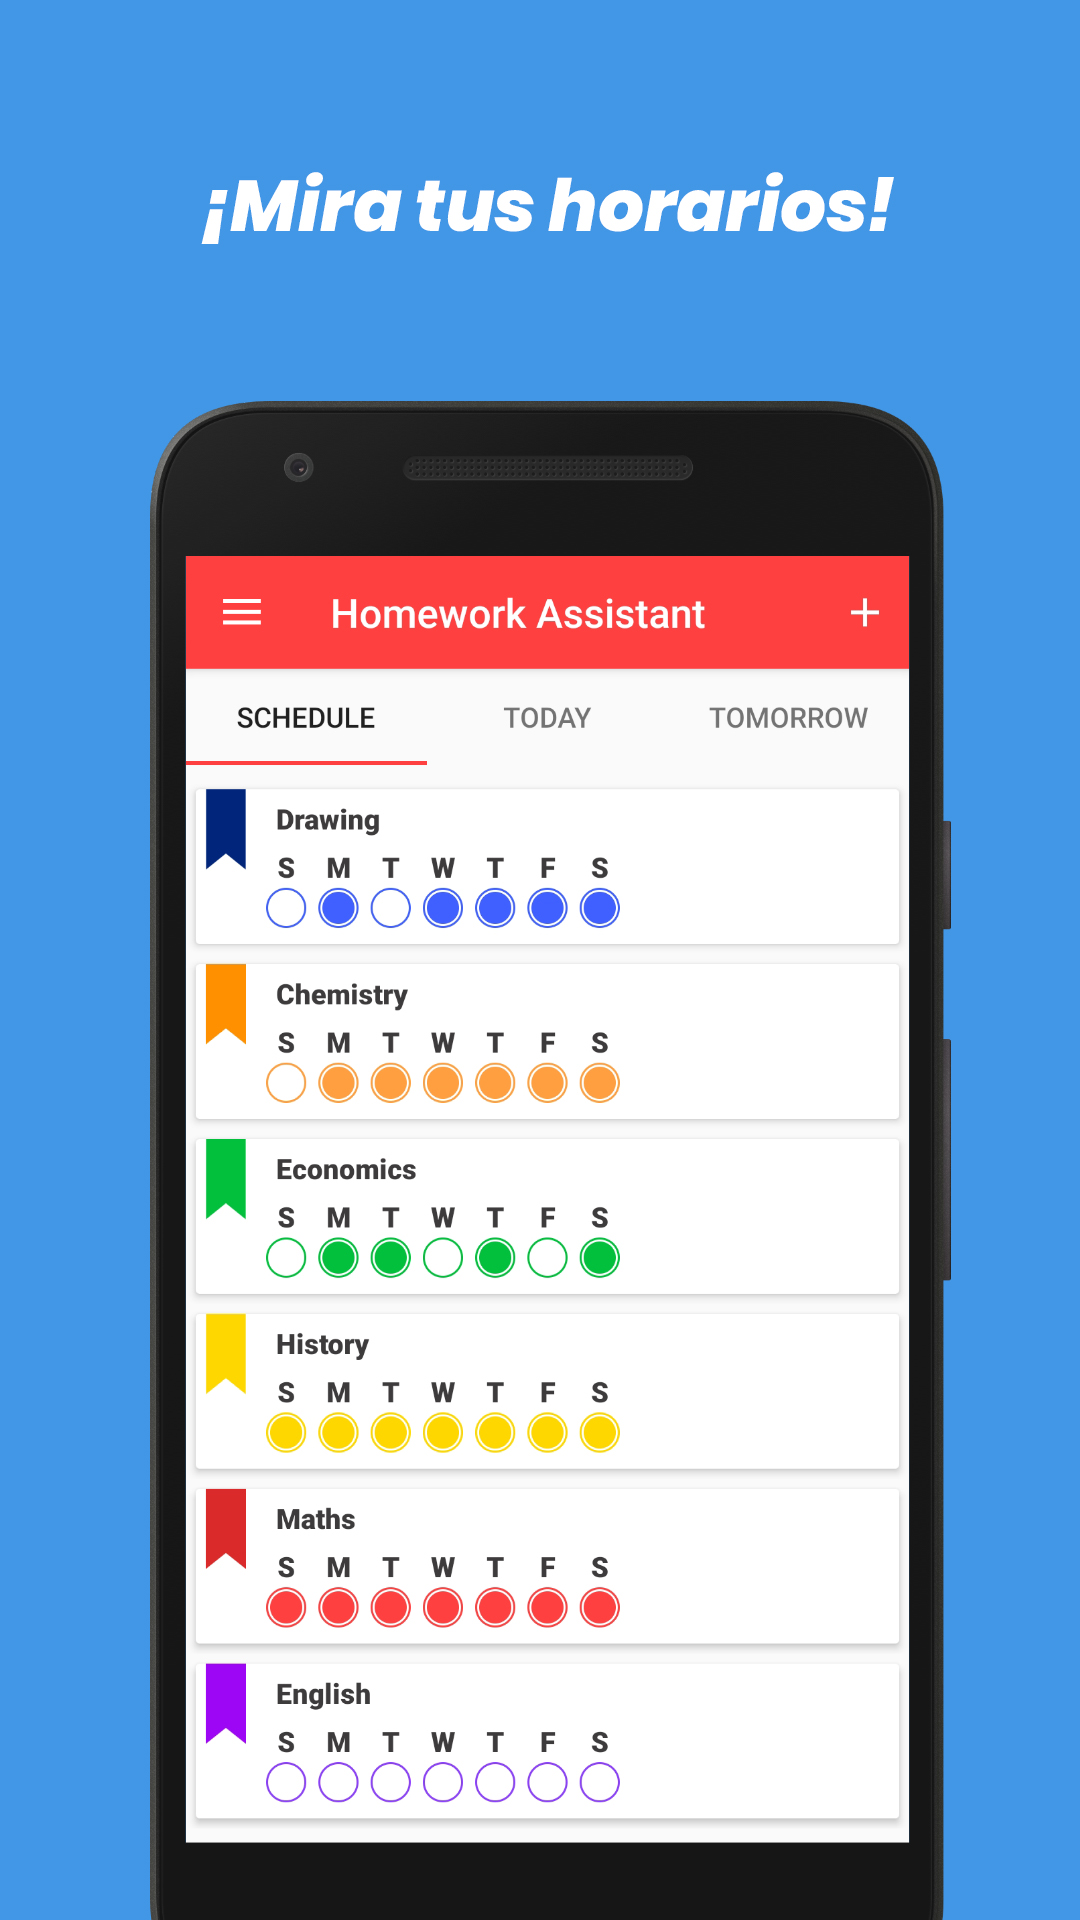 ¡Mira tus horarios!
Homework Assistant
SCHEDULE TODAY TOMORROW
Drawing
S M T W T F S
Chemistry
S M T W T F S
Economics
S M T W T F S
History
S M T W T F S
Maths
S M T W T F S
English
S M T W T F S